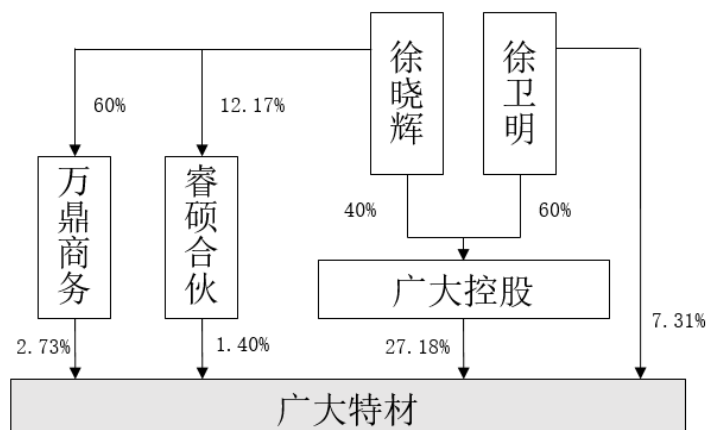 徐晓辉
徐卫明
60%
12.17%
万鼎商务
睿硕合伙
40%
60%
广大控股
2.73%
1.40%
27.18%
7.31%
广大特材